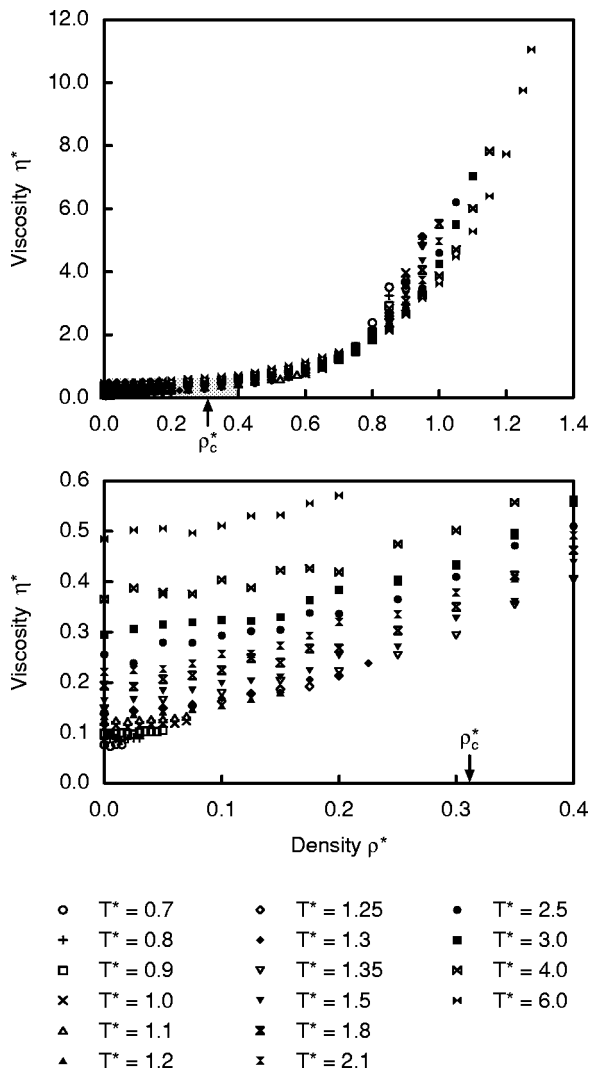 12.0
10.0
8.0
6.0
4.0
2.0
0.0
Viscosity η*
0.0 0.2 0.4 0.6 0.8 1.0 1.2 1.4
ρc*
0.6
0.5
0.4
0.3
0.2
0.1
0.0
Viscosity η*
ρc*
0.0 0.1 0.2 0.3 0.4
Density ρ*
T* = 0.7 T* = 1.25 T* = 2.5
T* = 0.8 T* = 1.3 T* = 3.0
T* = 0.9 T* = 1.35 T* = 4.0
T* = 1.0 T* = 1.5 T* = 6.0
T* = 1.1 T* = 1.8
T* = 1.2 T* = 2.1